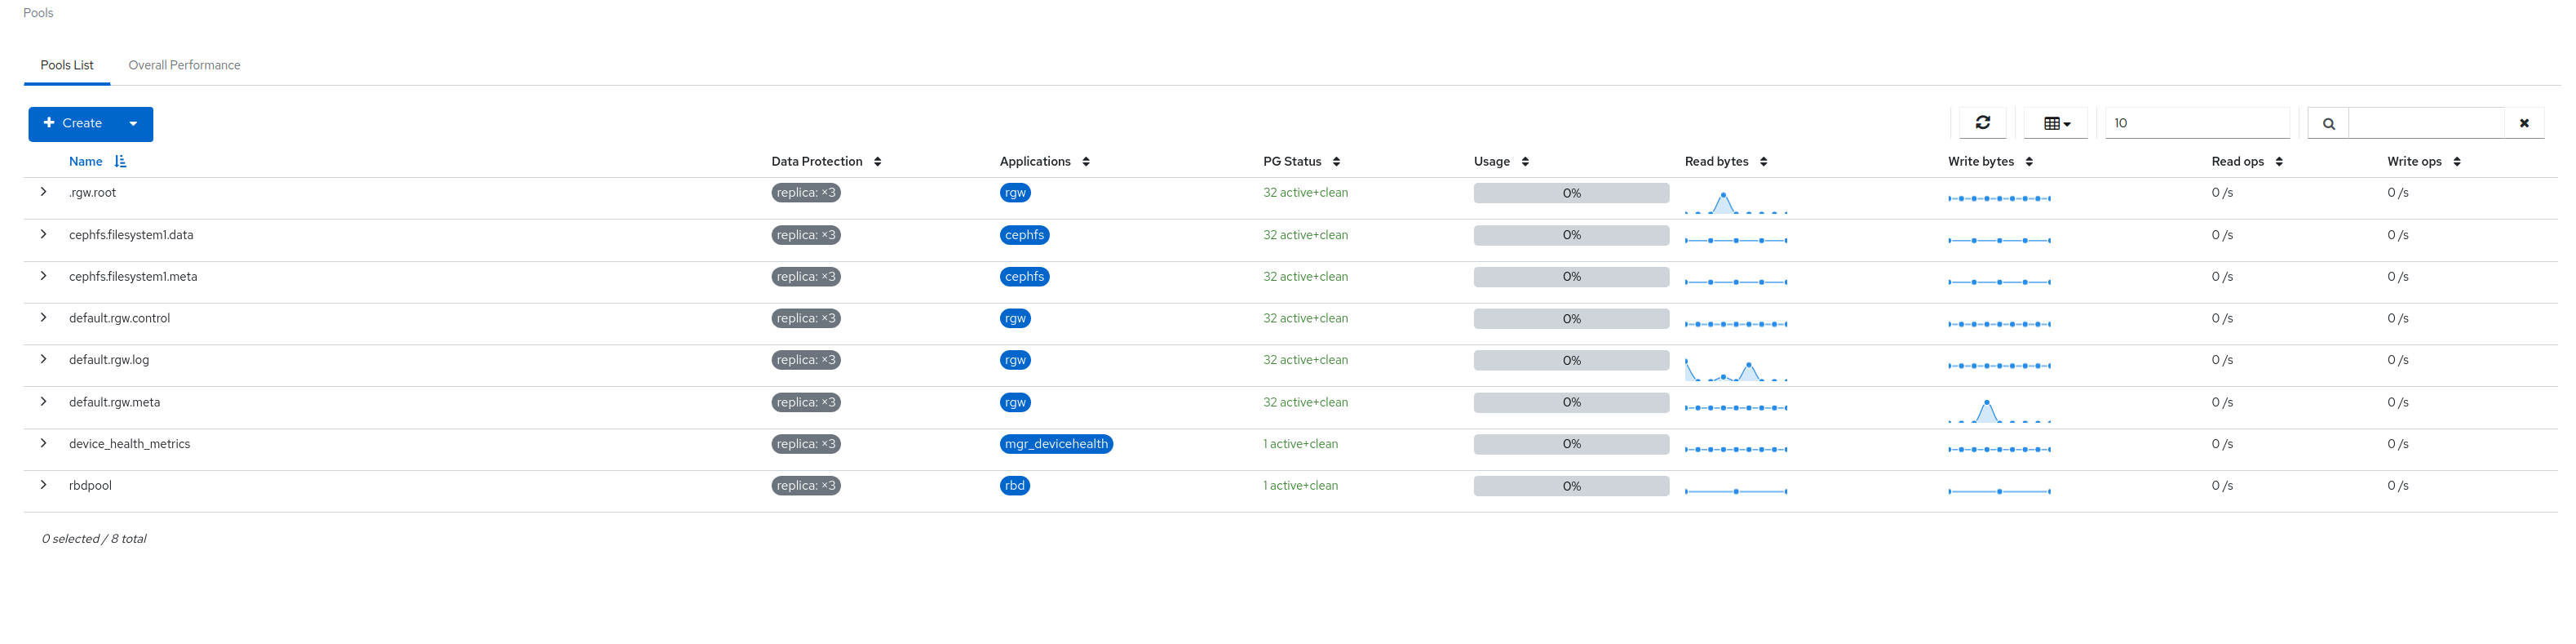 Pools
Pools List Overall Performance
Create 10
Name Data Protection Applications PG Status Usage Read bytes Write bytes Read ops Write ops
.rgw.root replica: ×3 rgw 32 active+clean 0% 0 /s 0 /s
cephfs.filesystem1.data replica: ×3 cephfs 32 active+clean 0% 0 /s 0 /s
cephfs.filesystem1.meta replica: ×3 cephfs 32 active+clean 0% 0 /s 0 /s
default.rgw.control replica: ×3 rgw 32 active+clean 0% 0 /s 0 /s
default.rgw.log replica: ×3 rgw 32 active+clean 0% 0 /s 0 /s
default.rgw.meta replica: ×3 rgw 32 active+clean 0% 0 /s 0 /s
device_health_metrics replica: ×3 mgr_devicehealth 1 active+clean 0% 0 /s 0 /s
rbdpool replica: ×3 rbd 1 active+clean 0% 0 /s 0 /s
0 selected / 8 total